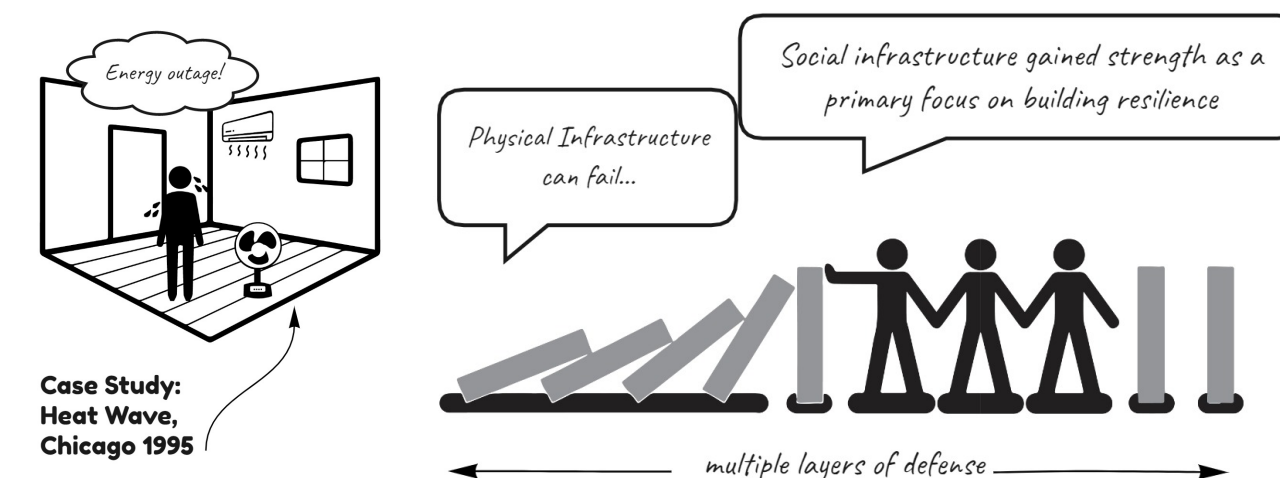 Energy outage!
Case Study:
Heat Wave,
Chicago 1995
Physical Infrastructure
can fail...
Social infrastructure gained strength as a
primary focus on building resilience
multiple layers of defense